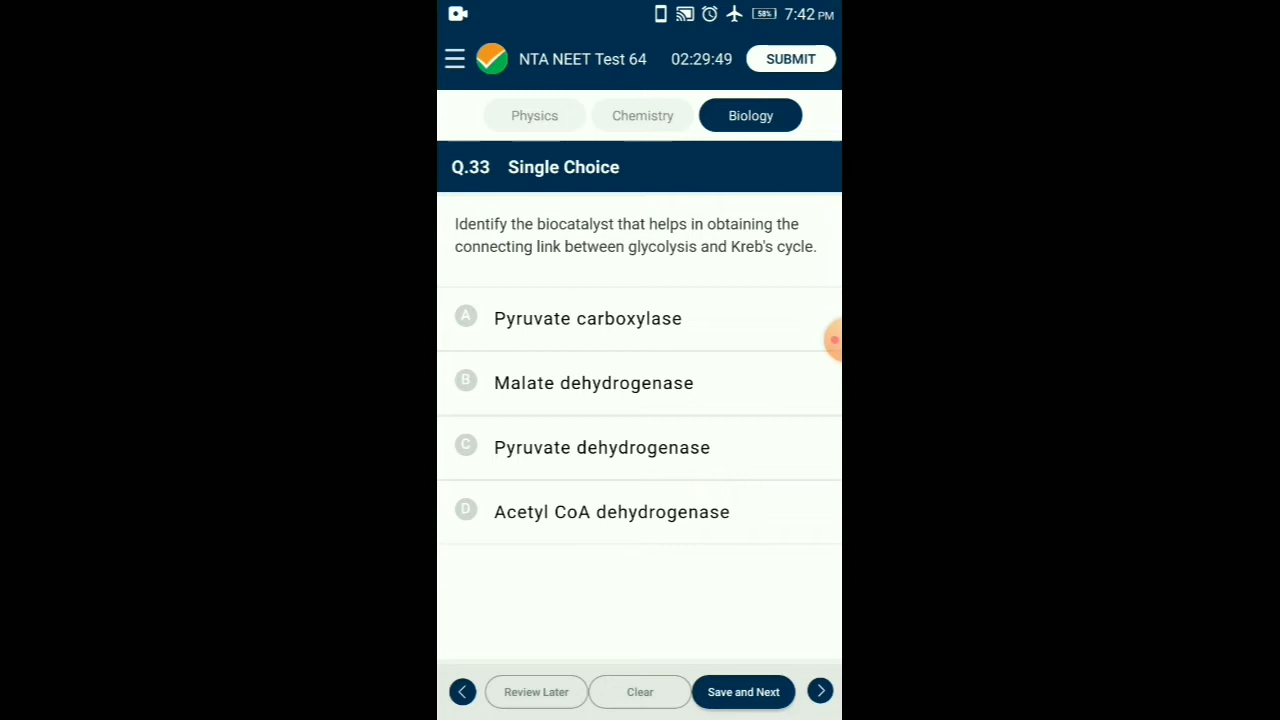 58% 7:42 PM
NTA NEET Test 64 02:29:49 SUBMIT
Physics Chemistry Biology
Q.33 Single Choice
Identify the biocatalyst that helps in obtaining the
connecting link between glycolysis and Kreb's cycle.
A Pyruvate carboxylase
B Malate dehydrogenase
C Pyruvate dehydrogenase
D Acetyl CoA dehydrogenase
Review Later Clear Save and Next